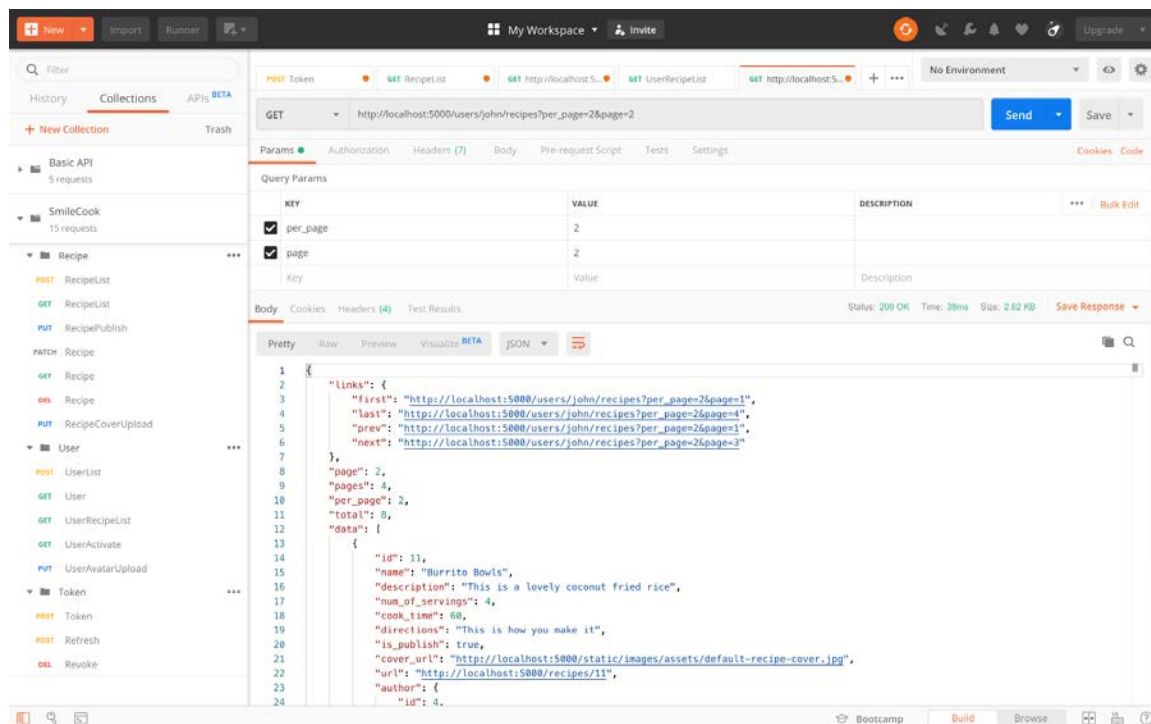 New Import Runner My Workspace Invite Upgrade
Filter
History Collections APIs BETA
+ New Collection Trash
Basic API
5 requests
SmileCook
15 requests
Recipe
POST RecipeList
GET RecipeList
PUT RecipePublish
PATCH Recipe
GET Recipe
DEL Recipe
PUT RecipeCoverUpload
User
POST UserList
GET User
GET UserRecipeList
GET UserActivate
PUT UserAvatarUpload
Token
POST Token
POST Refresh
DEL Revoke
POST Token GET RecipeList GET http://localhost:5... GET UserRecipeList GET http://localhost:5... + ••• No Environment
GET http://localhost:5000/users/john/recipes?per_page=2&page=2 Send Save
Params Authorization Headers (7) Body Pre-request Script Tests Settings Cookies Code
Query Params
KEY VALUE DESCRIPTION ••• Bulk Edit
per_page 2
page 2
Key Value Description
Body Cookies Headers (4) Test Results Status: 200 OK Time: 38ms Size: 2.62 KB Save Response
Pretty Raw Preview Visualize BETA JSON
1 {
2 "links": {
3 "first": "http://localhost:5000/users/john/recipes?per_page=2&page=1",
4 "last": "http://localhost:5000/users/john/recipes?per_page=2&page=4",
5 "prev": "http://localhost:5000/users/john/recipes?per_page=2&page=1",
6 "next": "http://localhost:5000/users/john/recipes?per_page=2&page=3"
7 },
8 "page": 2,
9 "pages": 4,
10 "per_page": 2,
11 "total": 8,
12 "data": [
13 {
14 "id": 11,
15 "name": "Burrito Bowls",
16 "description": "This is a lovely coconut fried rice",
17 "num_of_servings": 4,
18 "cook_time": 60,
19 "directions": "This is how you make it",
20 "is_publish": true,
21 "cover_url": "http://localhost:5000/static/images/assets/default-recipe-cover.jpg",
22 "url": "http://localhost:5000/recipes/11",
23 "author": {
24 "id": 4,
Bootcamp Build Browse